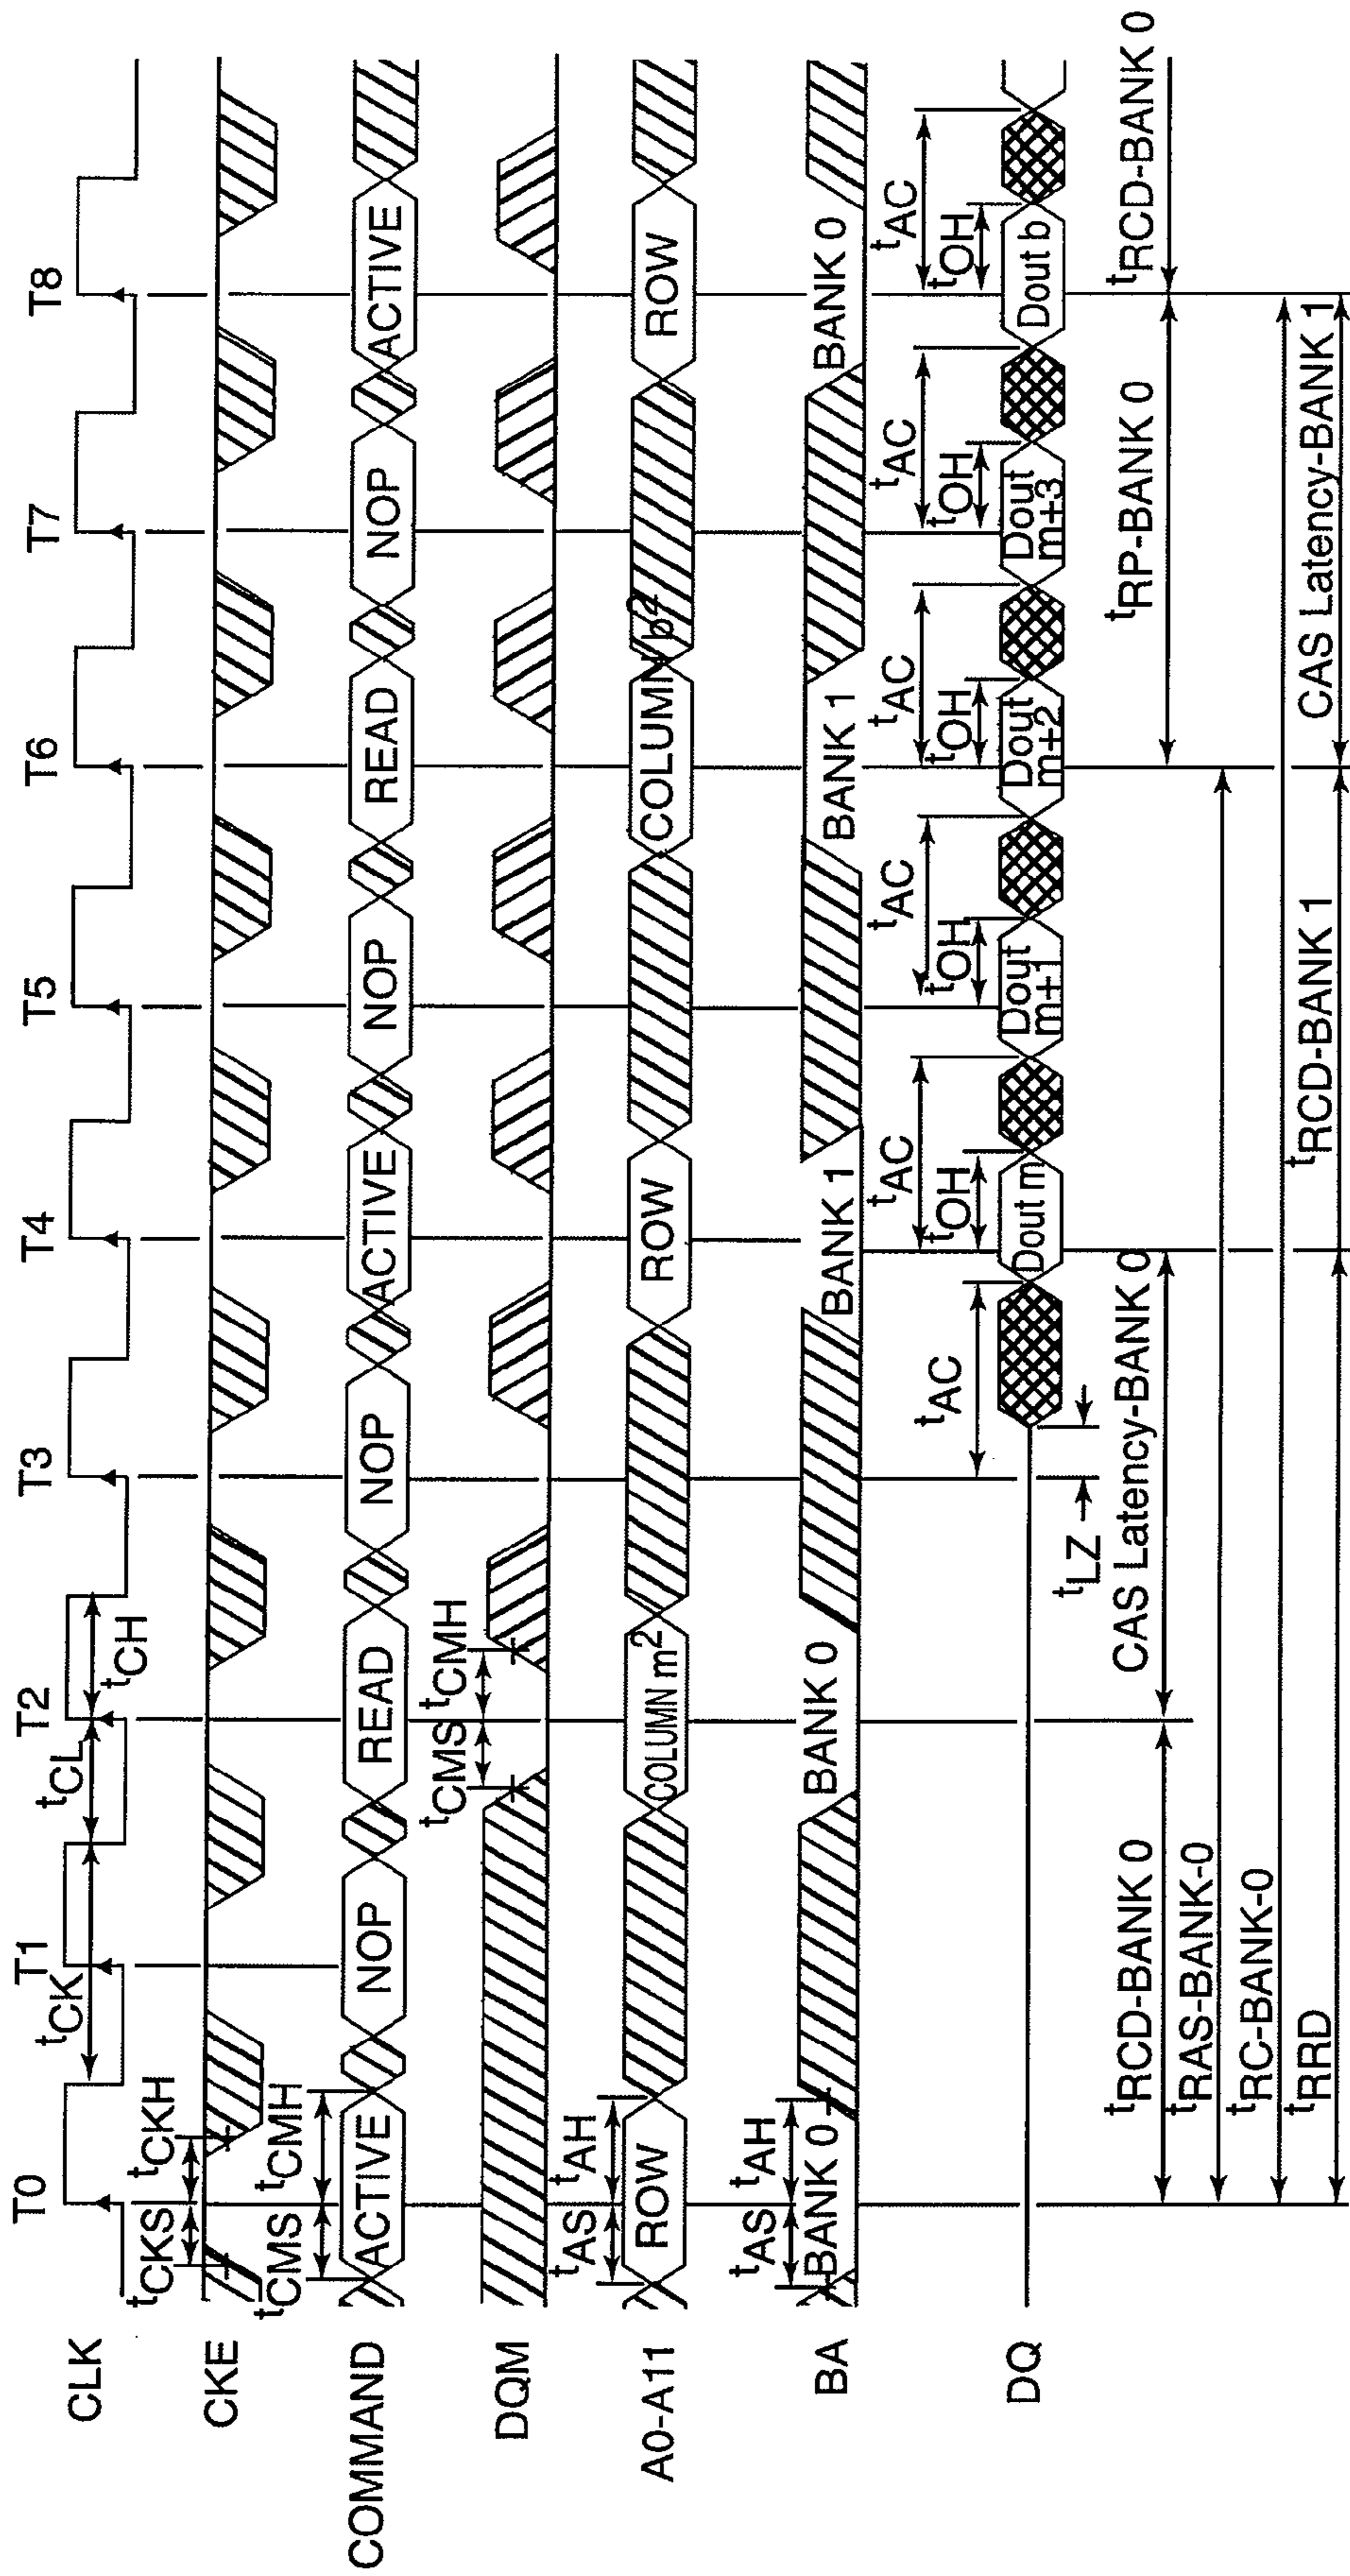 T0 T1 T2 T3 T4 T5 T6 T7 T8
CLK
tCK tCL tCH
tCKS tCKH
CKE
tCMS tCMH
COMMAND ACTIVE NOP READ NOP ACTIVE NOP READ NOP ACTIVE
tCMS tCMH
DQM
tAS tAH
A0-A11 ROW COLUMN m2 ROW COLUMN b2 ROW
tAS tAH
BA BANK 0 BANK 0 BANK 1 BANK 1 BANK 0
tAC tAC tAC tAC tAC tAC
tOH tOH tOH tOH tOH
DQ Dout m Dout m+1 Dout m+2 Dout m+3 Dout b
tLZ
tRCD-BANK 0 CAS Latency-BANK 0 tRP-BANK 0 tRCD-BANK 0
tRAS-BANK-0
tRC-BANK-0
tRRD tRCD-BANK 1 CAS Latency-BANK 1